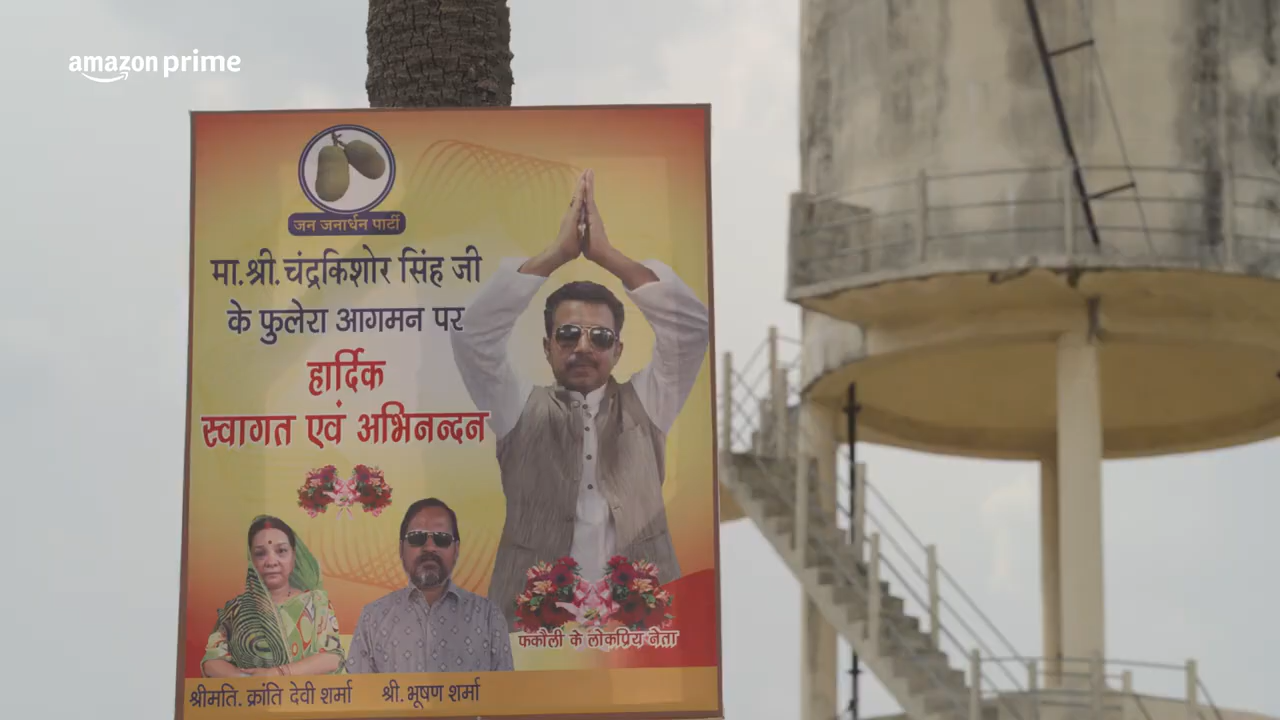 amazon prime
जन जनार्धन पार्टी
मा.श्री.चंद्रकिशोर सिंह जी
के फुलेरा आगमन पर
हार्दिक
स्वागत एवं अभिनन्दन
फकौली के लोकप्रिय नेता
श्रीमति. क्रांति देवी शर्मा श्री.भूषण शर्मा